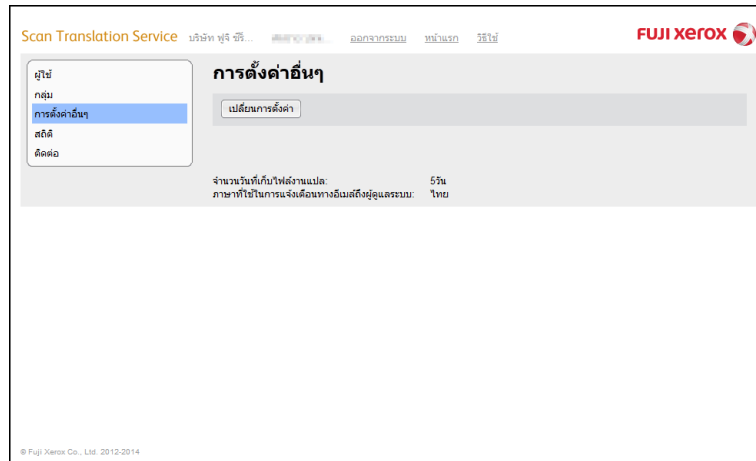 Scan Translation Service บริษัท ฟูจิ ซีร็... ออกจากระบบ หน้าแรก วิธีใช้
FUJI xerox
ผู้ใช้
กลุ่ม
การตั้งค่าอื่นๆ
สถิติ
ติดต่อ
การตั้งค่าอื่นๆ
เปลี่ยนการตั้งค่า
จำนวนวันที่เก็บไฟล์งานแปล: 5วัน
ภาษาที่ใช้ในการแจ้งเตือนทางอีเมล์ถึงผู้ดูแลระบบ: ไทย
© Fuji Xerox Co., Ltd. 2012-2014